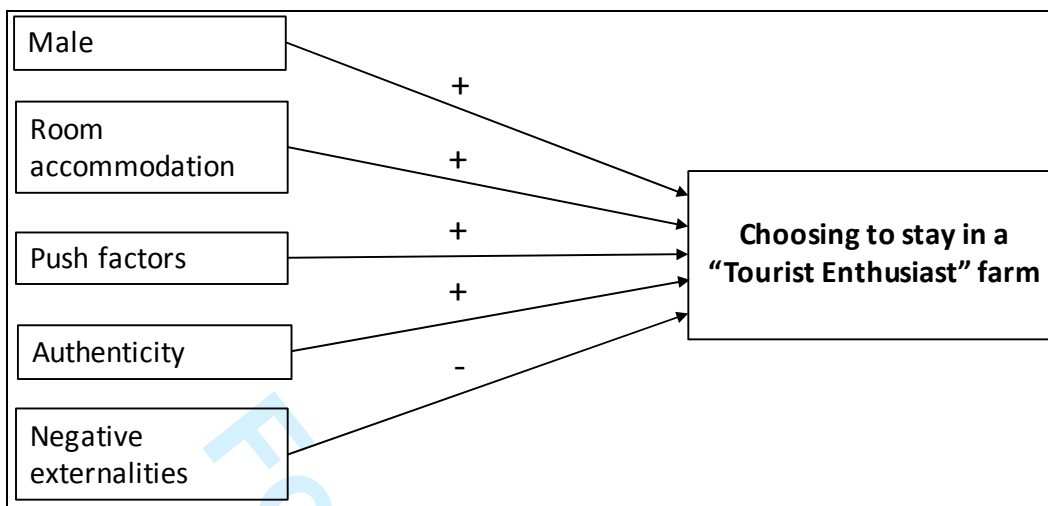 Male
+
Room
accommodation
+
Push factors
+
Authenticity
+
Negative
externalities
-
Choosing to stay in a
“Tourist Enthusiast” farm